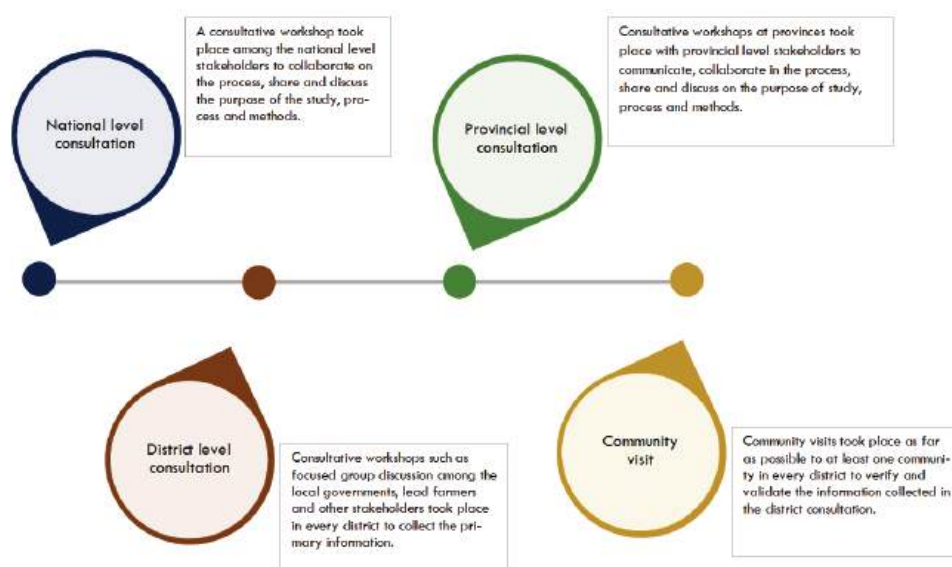 A consultative workshop took
place among the national level
stakeholders to collaborate on
the process, share and discuss
the purpose of the study, pro-
cess and methods.
National level
consultation
Consultative workshops at provinces took
place with provincial level stakeholders to
communicate, collaborate in the process,
share and discuss on the purpose of study,
process and methods.
Provincial level
consultation
District level
consultation
Consultative workshops such as
focused group discussion among the
local governments, lead farmers
and other stakeholders took place
in every district to collect the pri-
mary information.
Community
visit
Community visits took place as far
as possible to at least one communi-
ty in every district to verify and
validate the information collected in
the district consultation.